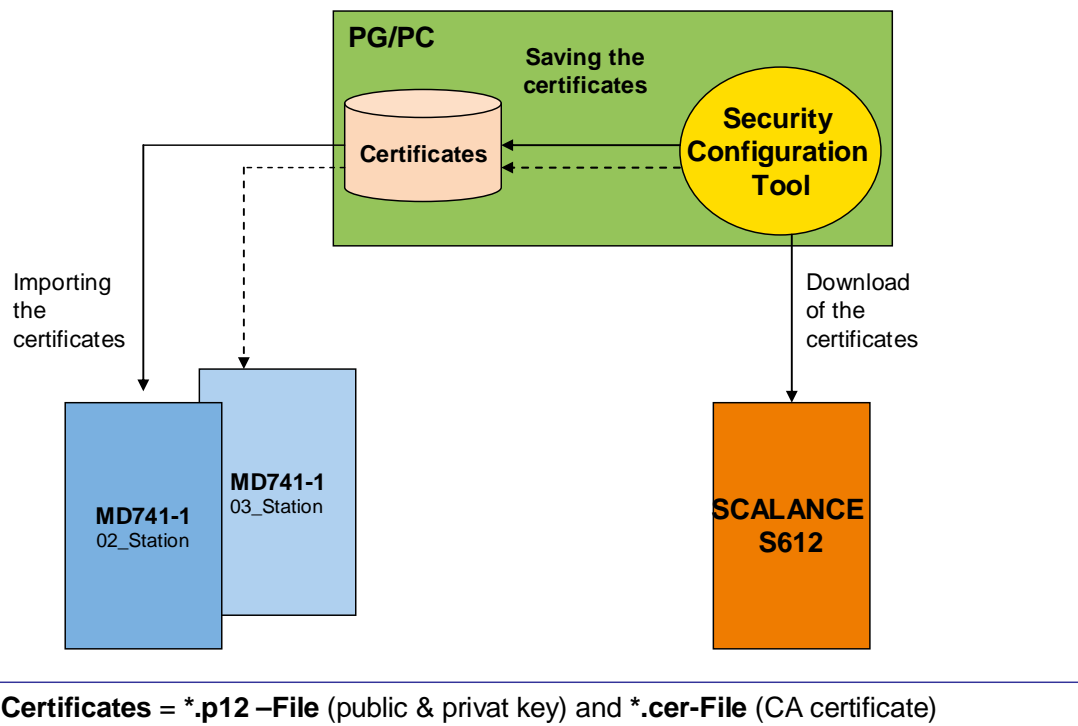 PG/PC
Saving the
certificates
Security
Configuration
Tool
Certificates
Importing
the
certificates
Download
of the
certificates
MD741-1
03_Station
MD741-1
02_Station
SCALANCE
S612
Certificates = *.p12 –File (public & privat key) and *.cer-File (CA certificate)